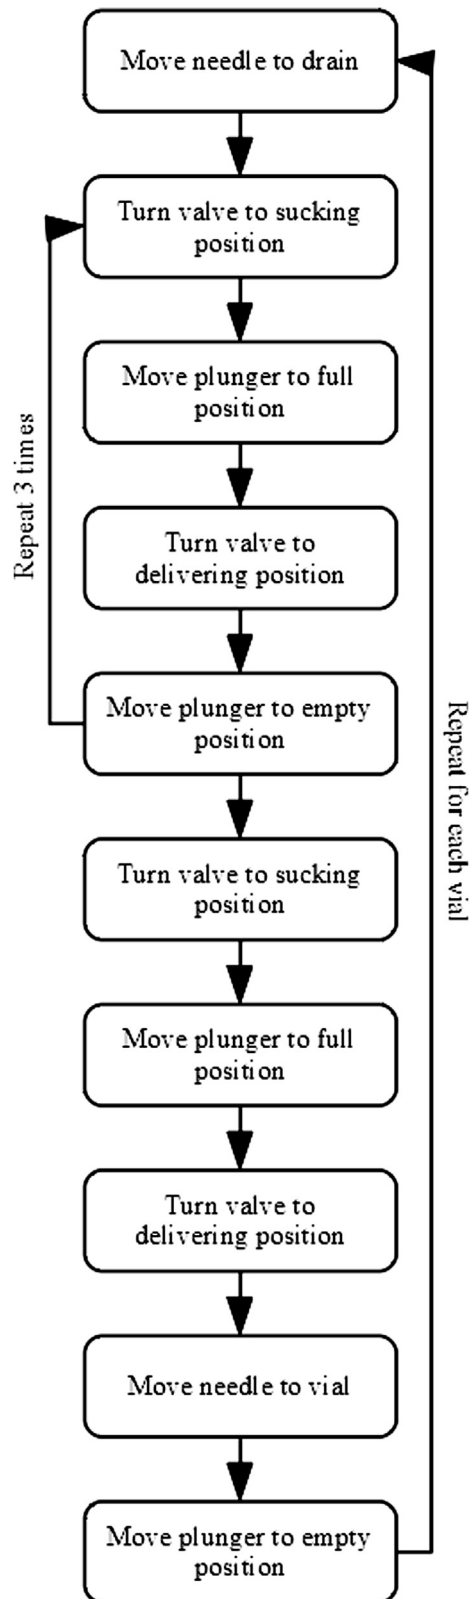 Move needle to drain
Turn valve to sucking
position
Move plunger to full
position
Repeat 3 times
Turn valve to
delivering position
Move plunger to empty
position
Repeat for each vial
Turn valve to sucking
position
Move plunger to full
position
Turn valve to
delivering position
Move needle to vial
Move plunger to empty
position